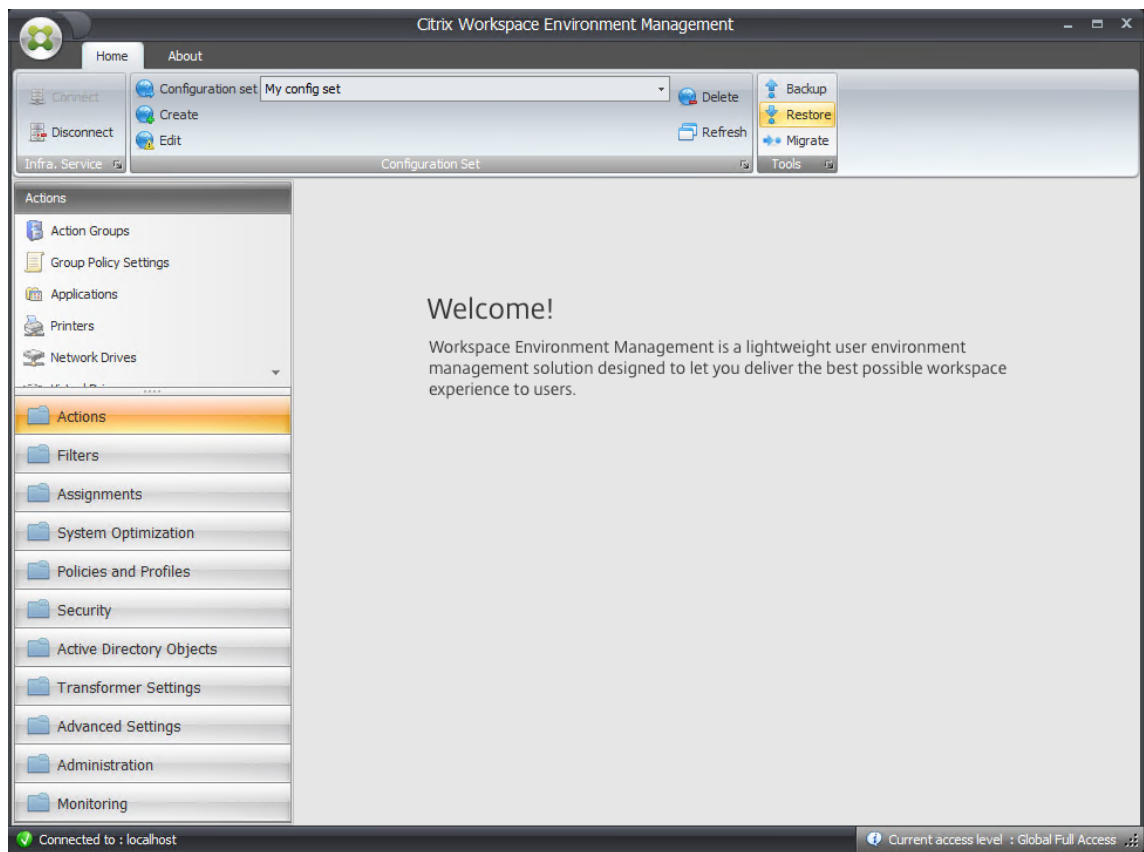 Citrix Workspace Environment Management
Home About
Connect
Disconnect
Infra. Service
Configuration set My config set
Create
Edit
Delete
Refresh
Configuration Set
Backup
Restore
Migrate
Tools
Actions
Action Groups
Group Policy Settings
Applications
Printers
Network Drives
Actions
Filters
Assignments
System Optimization
Policies and Profiles
Security
Active Directory Objects
Transformer Settings
Advanced Settings
Administration
Monitoring
Welcome!
Workspace Environment Management is a lightweight user environment
management solution designed to let you deliver the best possible workspace
experience to users.
Connected to : localhost
Current access level : Global Full Access